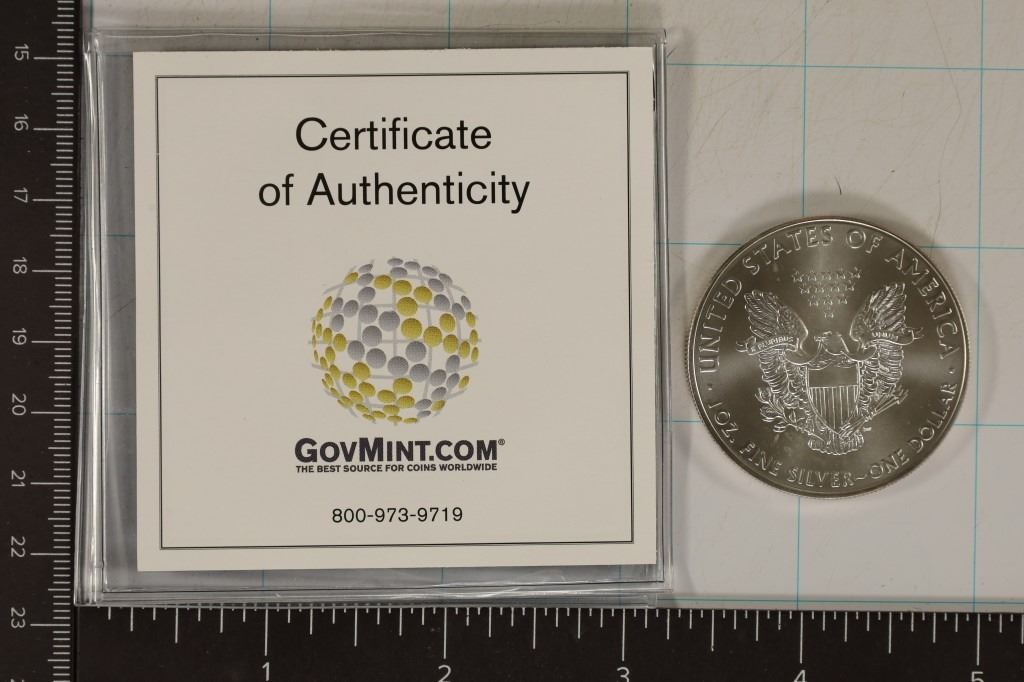 Certificate
of Authenticity
GOVMINT.COM®
THE BEST SOURCE FOR COINS WORLDWIDE
800-973-9719
UNITED STATES OF AMERICA
1 OZ. FINE SILVER~ONE DOLLAR
15
16
17
18
19
20
21
22
23
1
2
3
4
5